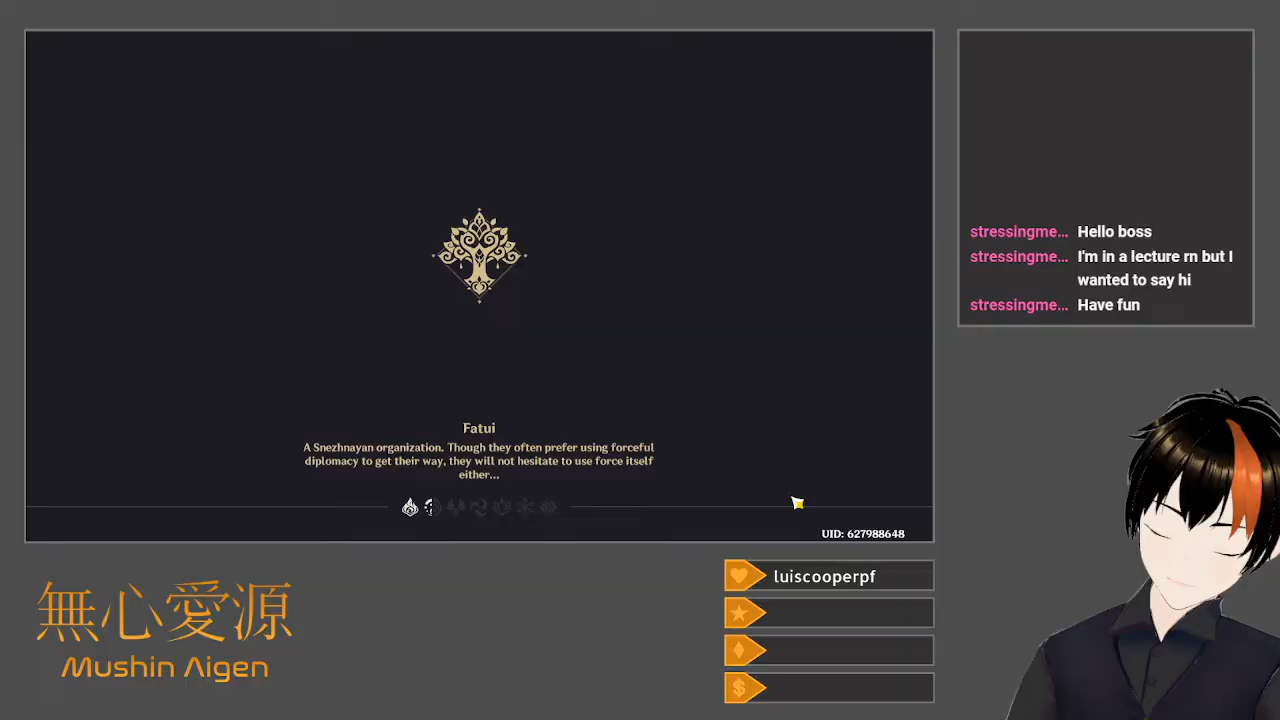 Fatui
A Snezhnayan organization. Though they often prefer using forceful
diplomacy to get their way, they will not hesitate to use force itself
either...
UID: 627988648
stressingme... Hello boss
stressingme... I'm in a lecture rn but I
wanted to say hi
stressingme... Have fun
無心愛源
Mushin Aigen
luiscooperpf